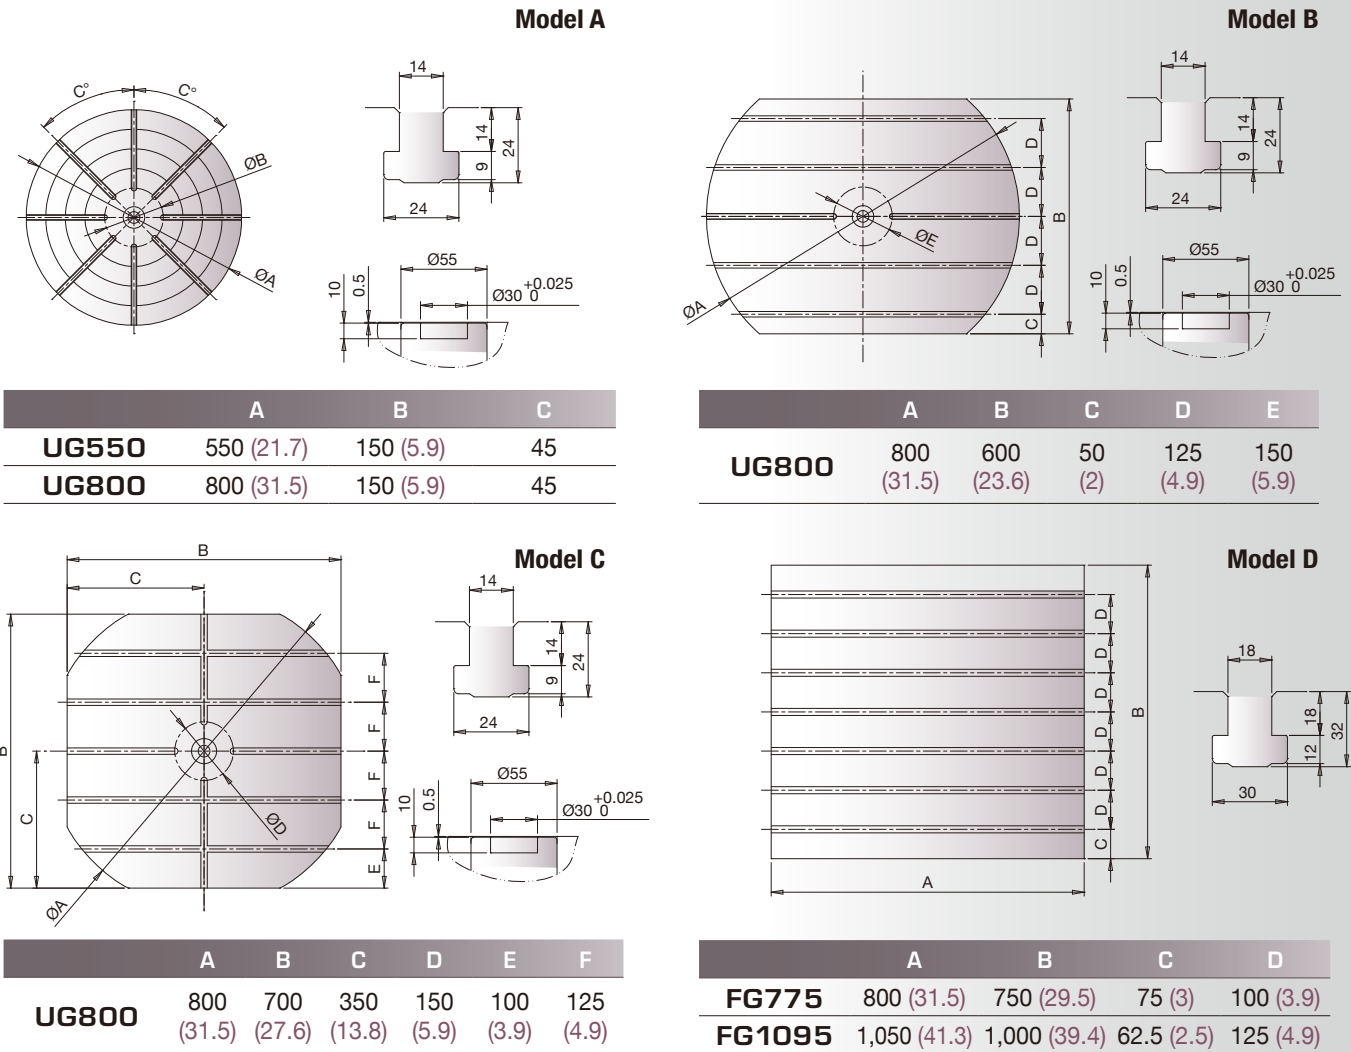 Model A
14
C°
C°
ØB
ØA
14
24
9
24
Ø55
10
0.5
Ø30
+0.025
0
A B C
UG550 550 (21.7) 150 (5.9) 45
UG800 800 (31.5) 150 (5.9) 45
Model B
14
D
D
D
D
C
B
ØE
ØA
14
24
9
24
Ø55
10
0.5
Ø30
+0.025
0
A B C D E
UG800 800 600 50 125 150
(31.5) (23.6) (2) (4.9) (5.9)
Model C
B
C
B
C
F
F
F
F
E
ØD
ØA
14
14
24
9
24
Ø55
10
0.5
Ø30
+0.025
0
A B C D E F
UG800 800 700 350 150 100 125
(31.5) (27.6) (13.8) (5.9) (3.9) (4.9)
Model D
D
D
D
D
D
D
C
B
A
18
18
32
12
30
A B C D
FG775 800 (31.5) 750 (29.5) 75 (3) 100 (3.9)
FG1095 1,050 (41.3) 1,000 (39.4) 62.5 (2.5) 125 (4.9)